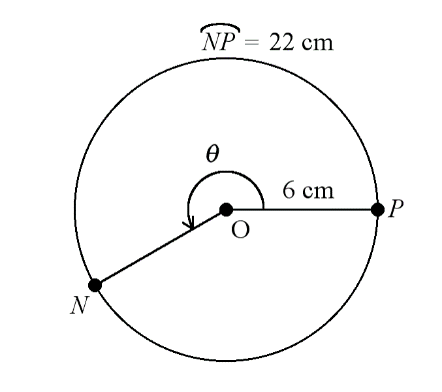 NP = 22 cm
θ
6 cm
P
O
N